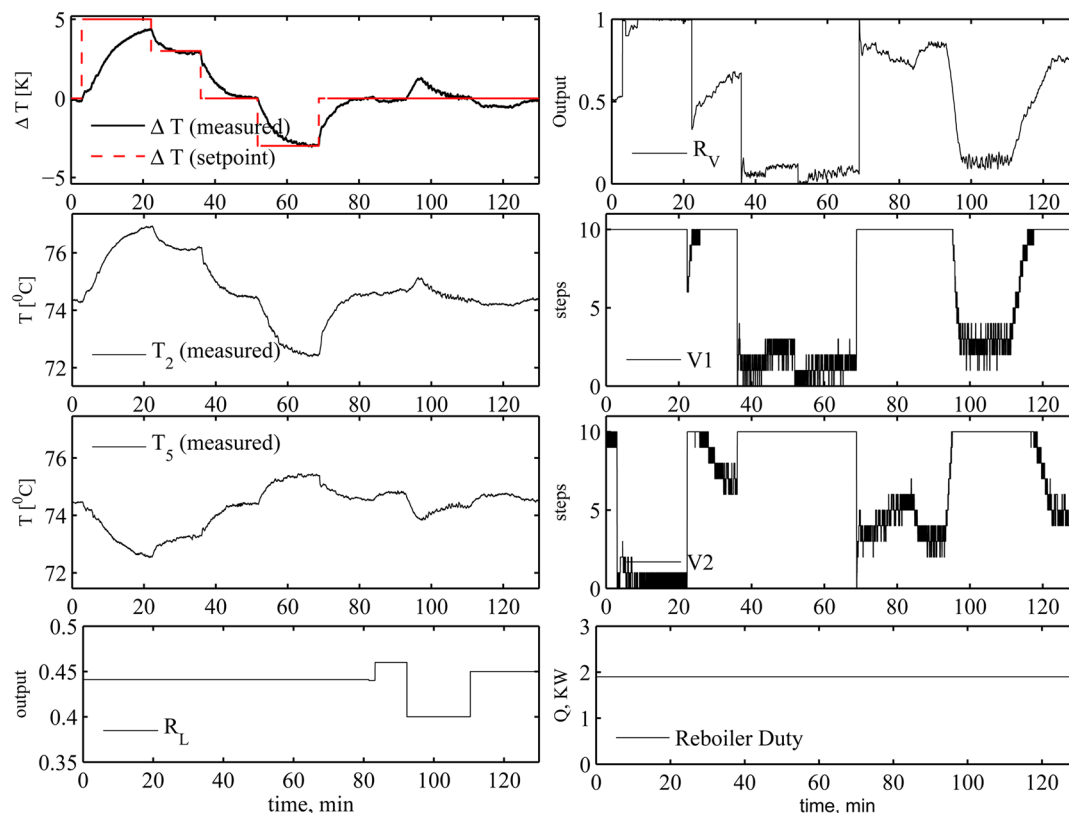 5
0
−5
Δ T [K]
Δ T (measured)
Δ T (setpoint)
0 20 40 60 80 100 120
1
0.5
0
Output
R_V
0 20 40 60 80 100 120
76
74
72
T [⁰C]
T_2 (measured)
0 20 40 60 80 100 120
10
5
0
steps
V1
0 20 40 60 80 100 120
76
74
72
T [⁰C]
T_5 (measured)
0 20 40 60 80 100 120
10
5
0
steps
V2
0 20 40 60 80 100 120
0.5
0.45
0.4
0.35
output
R_L
0 20 40 60 80 100 120
time, min
3
2
1
0
Q, KW
Reboiler Duty
0 20 40 60 80 100 120
time, min